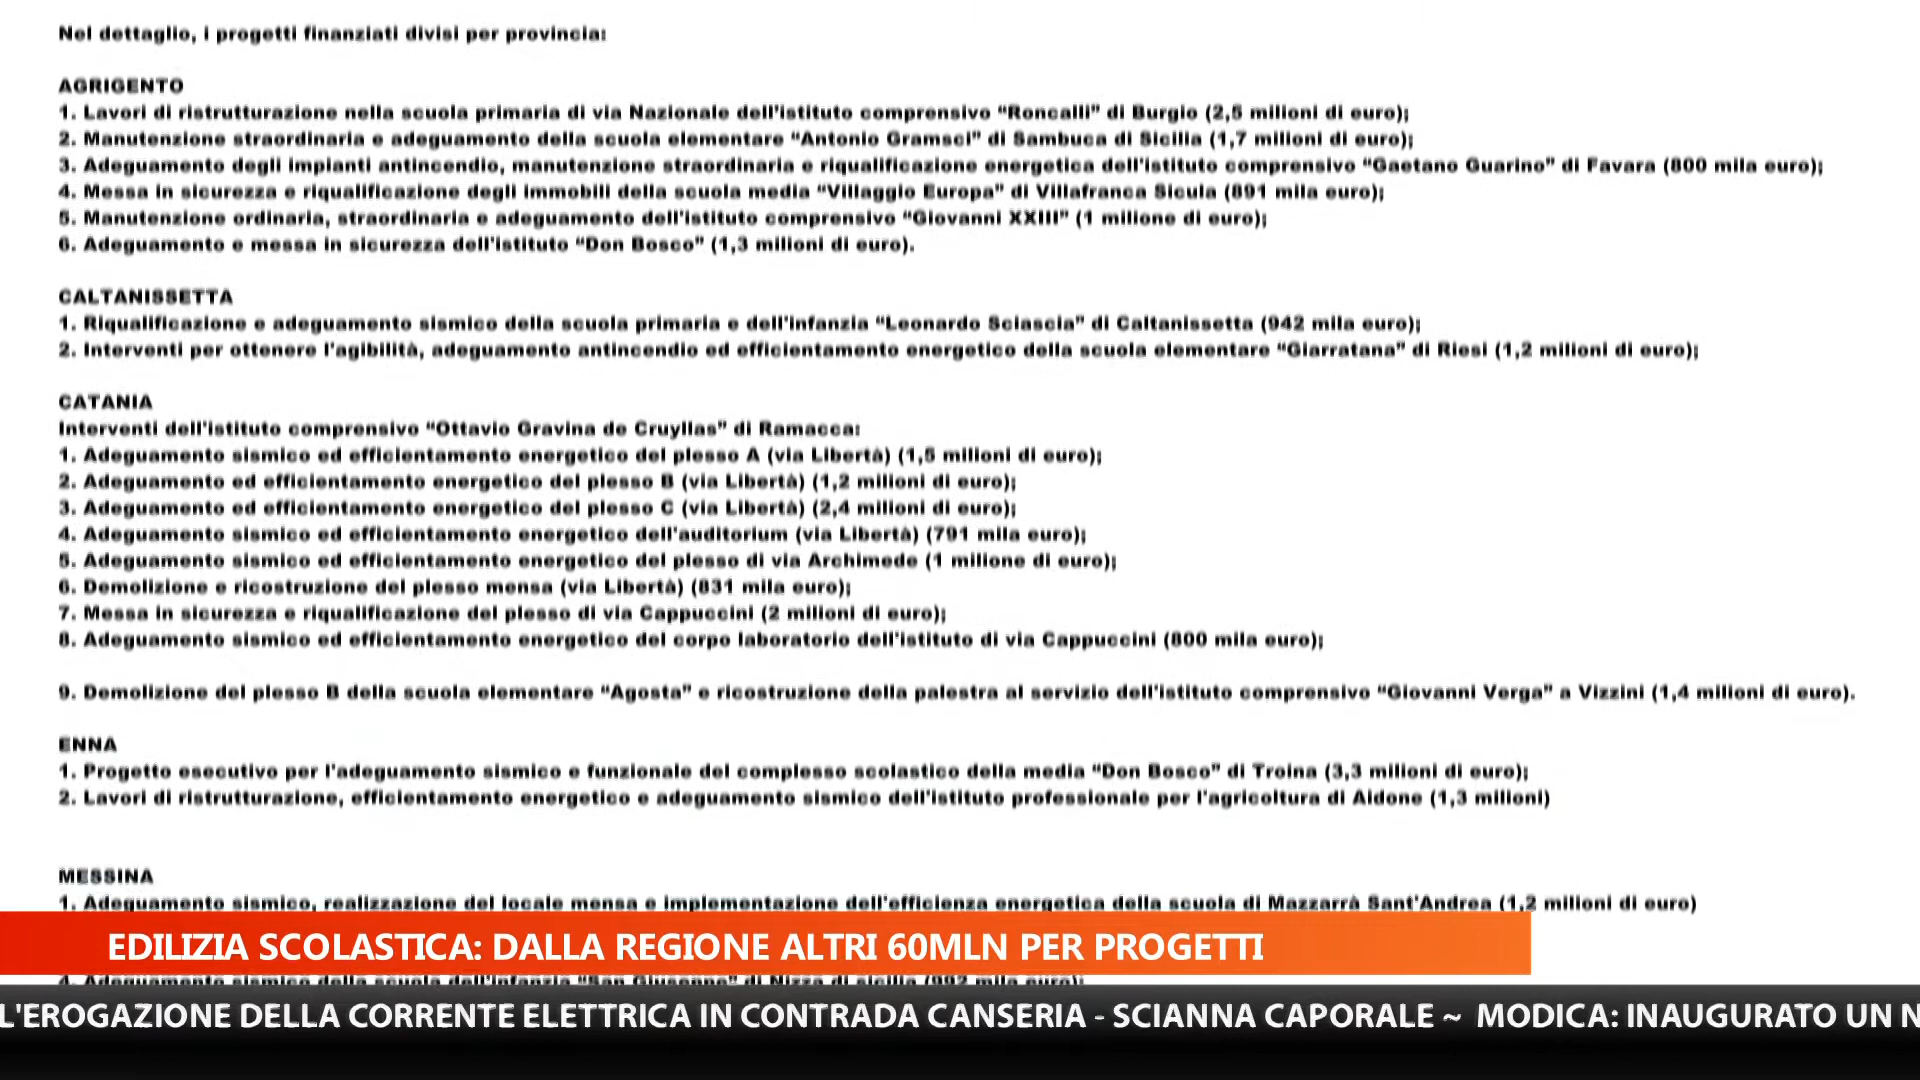 Nel dettaglio, i progetti finanziati divisi per provincia:
AGRIGENTO
1. Lavori di ristrutturazione nella scuola primaria di via Nazionale dell'istituto comprensivo “Roncalli” di Burgio (2,5 milioni di euro);
2. Manutenzione straordinaria e adeguamento della scuola elementare “Antonio Gramsci” di Sambuca di Sicilia (1,7 milioni di euro);
3. Adeguamento degli impianti antincendio, manutenzione straordinaria e riqualificazione energetica dell'istituto comprensivo “Gaetano Guarino” di Favara (800 mila euro);
4. Messa in sicurezza e riqualificazione degli immobili della scuola media “Villaggio Europa” di Villafranca Sicula (891 mila euro);
5. Manutenzione ordinaria, straordinaria e adeguamento dell'istituto comprensivo “Giovanni XXIII” (1 milione di euro);
6. Adeguamento e messa in sicurezza dell'istituto “Don Bosco” (1,3 milioni di euro).
CALTANISSETTA
1. Riqualificazione e adeguamento sismico della scuola primaria e dell'infanzia “Leonardo Sciascia” di Caltanissetta (942 mila euro);
2. Interventi per ottenere l'agibilità, adeguamento antincendio ed efficientamento energetico della scuola elementare “Giarratana” di Riesi (1,2 milioni di euro);
CATANIA
Interventi dell'istituto comprensivo “Ottavio Gravina de Cruyllas” di Ramacca:
1. Adeguamento sismico ed efficientamento energetico del plesso A (via Libertà) (1,5 milioni di euro);
2. Adeguamento ed efficientamento energetico del plesso B (via Libertà) (1,2 milioni di euro);
3. Adeguamento ed efficientamento energetico del plesso C (via Libertà) (2,4 milioni di euro);
4. Adeguamento sismico ed efficientamento energetico dell'auditorium (via Libertà) (791 mila euro);
5. Adeguamento sismico ed efficientamento energetico del plesso di via Archimede (1 milione di euro);
6. Demolizione e ricostruzione del plesso mensa (via Libertà) (831 mila euro);
7. Messa in sicurezza e riqualificazione del plesso di via Cappuccini (2 milioni di euro);
8. Adeguamento sismico ed efficientamento energetico del corpo laboratorio dell'istituto di via Cappuccini (800 mila euro);
9. Demolizione del plesso B della scuola elementare “Agosta” e ricostruzione della palestra al servizio dell'istituto comprensivo “Giovanni Verga” a Vizzini (1,4 milioni di euro).
ENNA
1. Progetto esecutivo per l'adeguamento sismico e funzionale del complesso scolastico della media “Don Bosco” di Troina (3,3 milioni di euro);
2. Lavori di ristrutturazione, efficientamento energetico e adeguamento sismico dell'istituto professionale per l'agricoltura di Aidone (1,3 milioni)
MESSINA
1. Adeguamento sismico, realizzazione del locale mensa e implementazione dell'efficienza energetica della scuola di Mazzarrà Sant'Andrea (1,2 milioni di euro)
EDILIZIA SCOLASTICA: DALLA REGIONE ALTRI 60MLN PER PROGETTI
4. Adeguamento sismico della scuola dell'infanzia “San Giuseppe” di Nizza di sicilia (992 mila euro);
L'EROGAZIONE DELLA CORRENTE ELETTRICA IN CONTRADA CANSERIA - SCIANNA CAPORALE ~ MODICA: INAUGURATO UN N